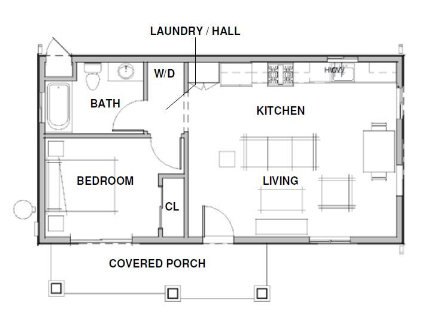 LAUNDRY / HALL
W/D
BATH
KITCHEN
BEDROOM
LIVING
CL
COVERED PORCH